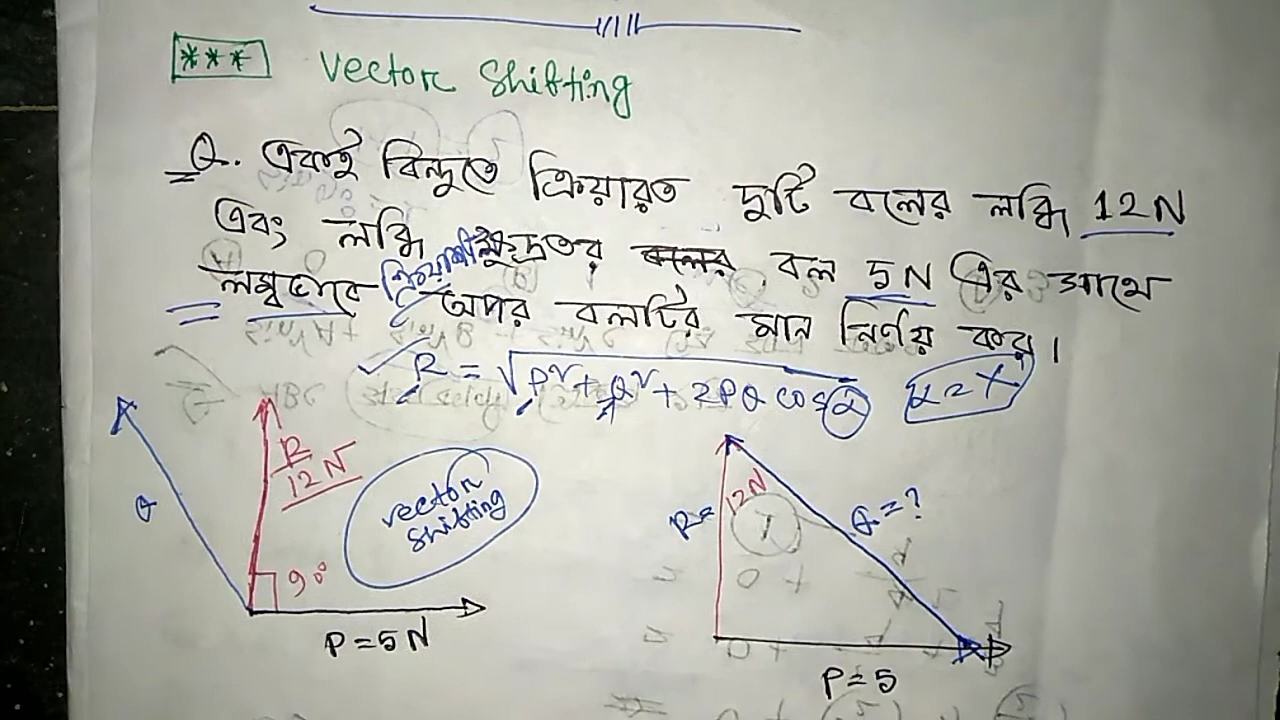 *** Vector Shifting
Q. একই বিন্দুতে ক্রিয়ারত দুটি বলের লব্ধি 12N
এবং লব্ধি ক্ষুদ্রতর বল 5N এর সাথে
লম্বভাবে ক্রিয়াশীল অপর বলটির মান নির্ণয় কর।
R = √P²+Q²+2PQ cos α α = X
Q
R
12N
vector
shifting
90°
P=5N
R=
12N
Q=?
P=5